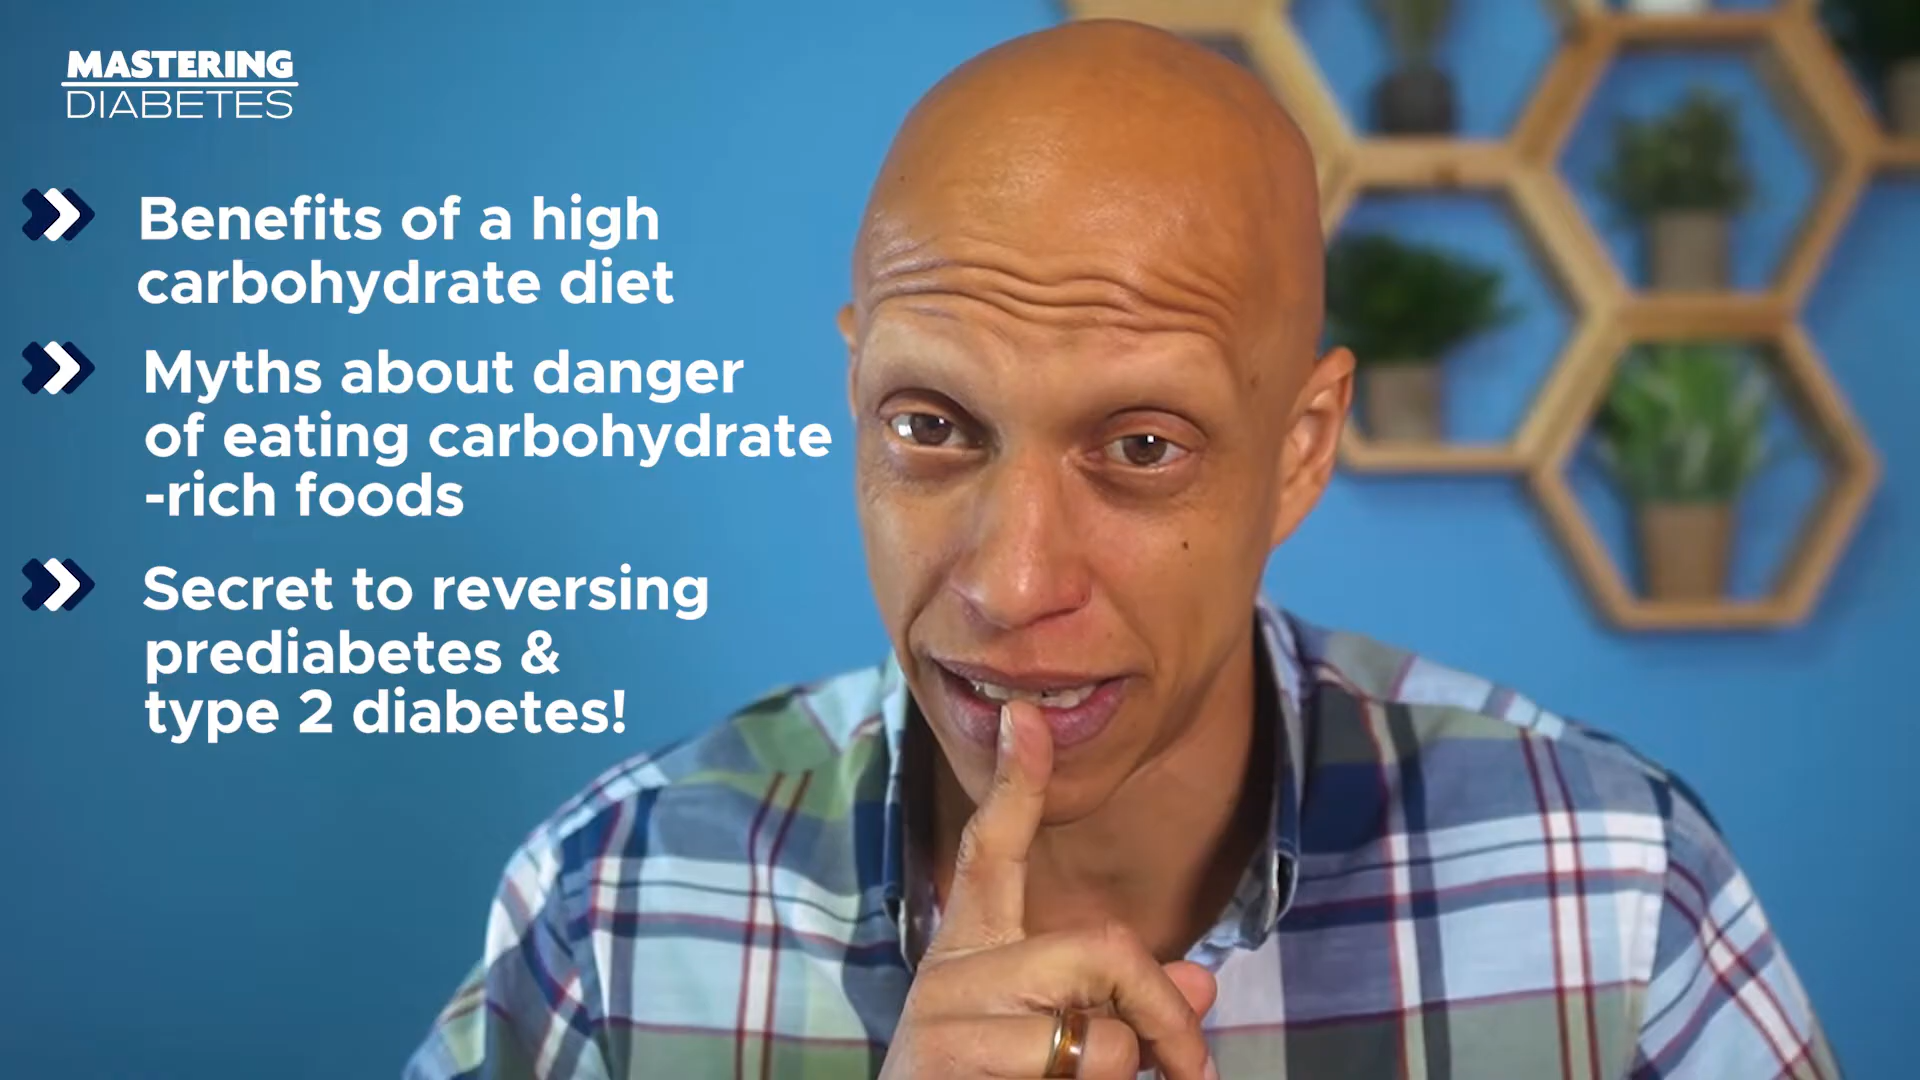 MASTERING
DIABETES
Benefits of a high
carbohydrate diet
Myths about danger
of eating carbohydrate
-rich foods
Secret to reversing
prediabetes &
type 2 diabetes!